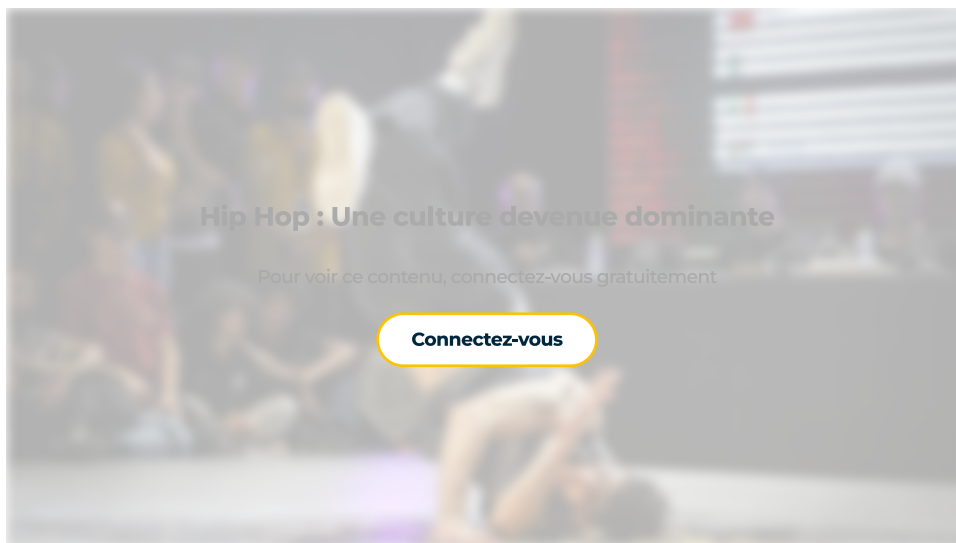 Hip Hop : Une culture devenue dominante
Pour voir ce contenu, connectez-vous gratuitement
Connectez-vous